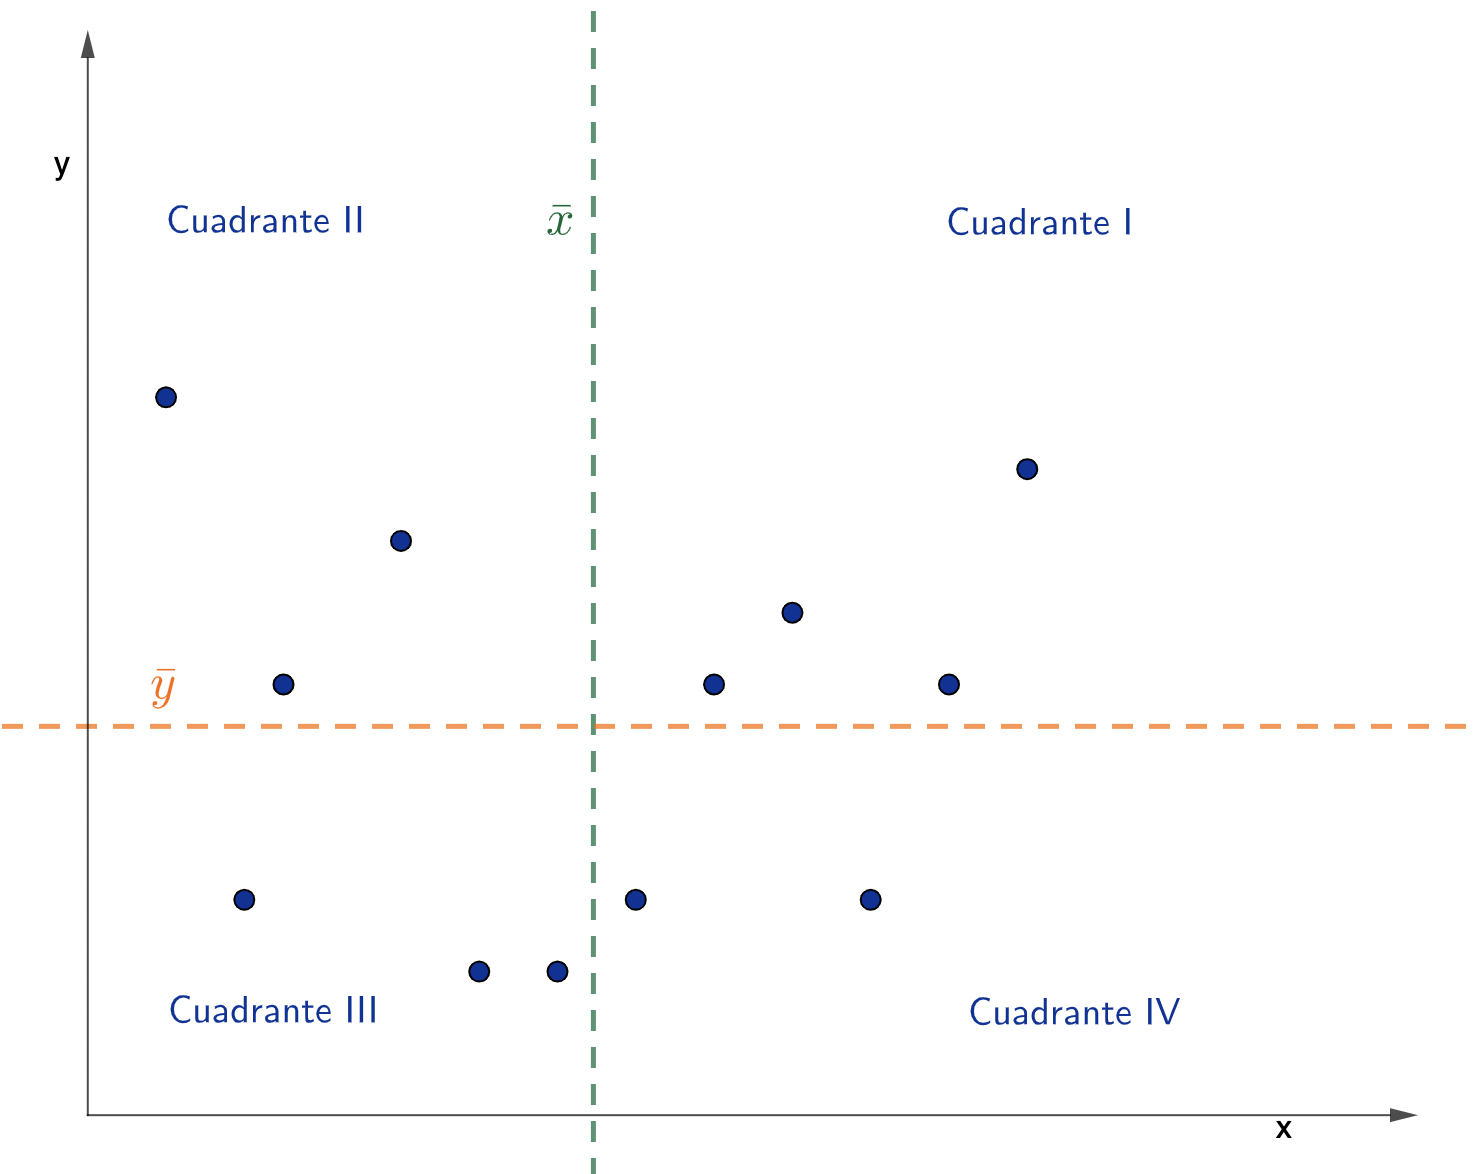 y
Cuadrante II
x̄
Cuadrante I
ȳ
Cuadrante III
Cuadrante IV
x